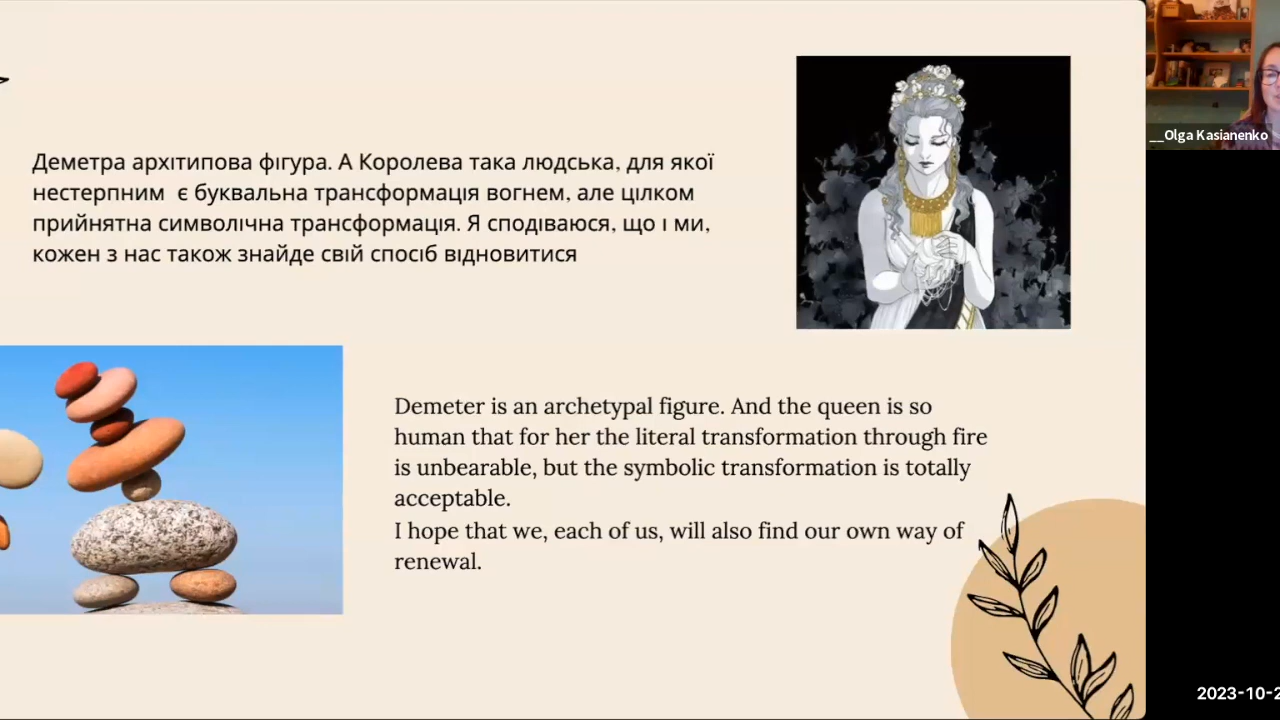 Деметра архітипова фігура. А Королева така людська, для якої
нестерпним є буквальна трансформація вогнем, але цілком
прийнятна символічна трансформація. Я сподіваюся, що і ми,
кожен з нас також знайде свій спосіб відновитися
Demeter is an archetypal figure. And the queen is so
human that for her the literal transformation through fire
is unbearable, but the symbolic transformation is totally
acceptable.
I hope that we, each of us, will also find our own way of
renewal.
__Olga Kasianenko
2023-10-2